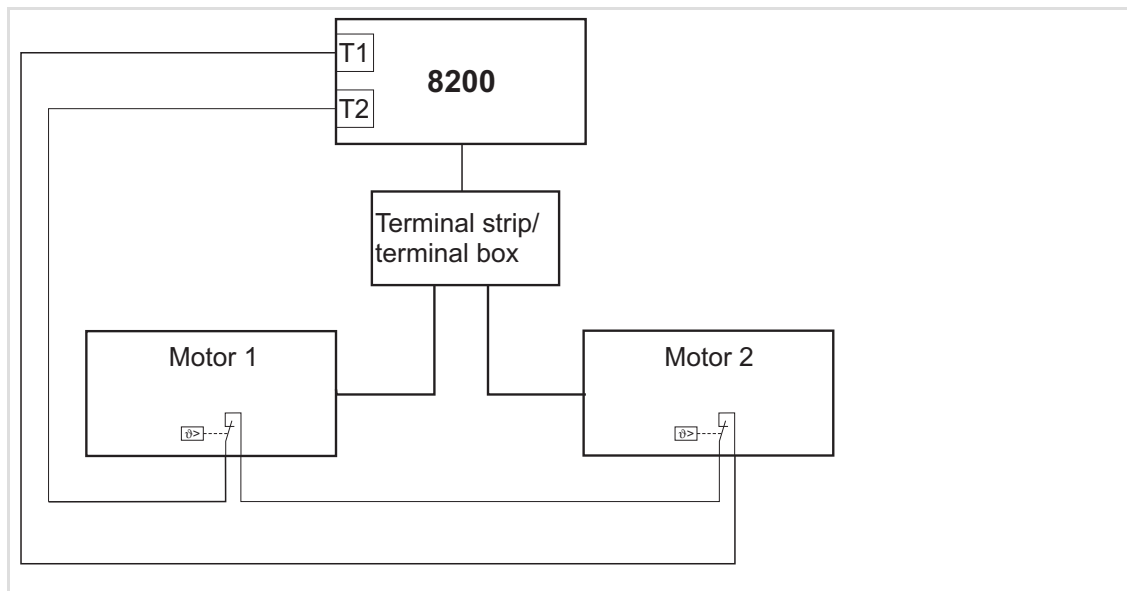 T1
8200
T2
Terminal strip/
terminal box
Motor 1
Motor 2
ϑ>
ϑ>